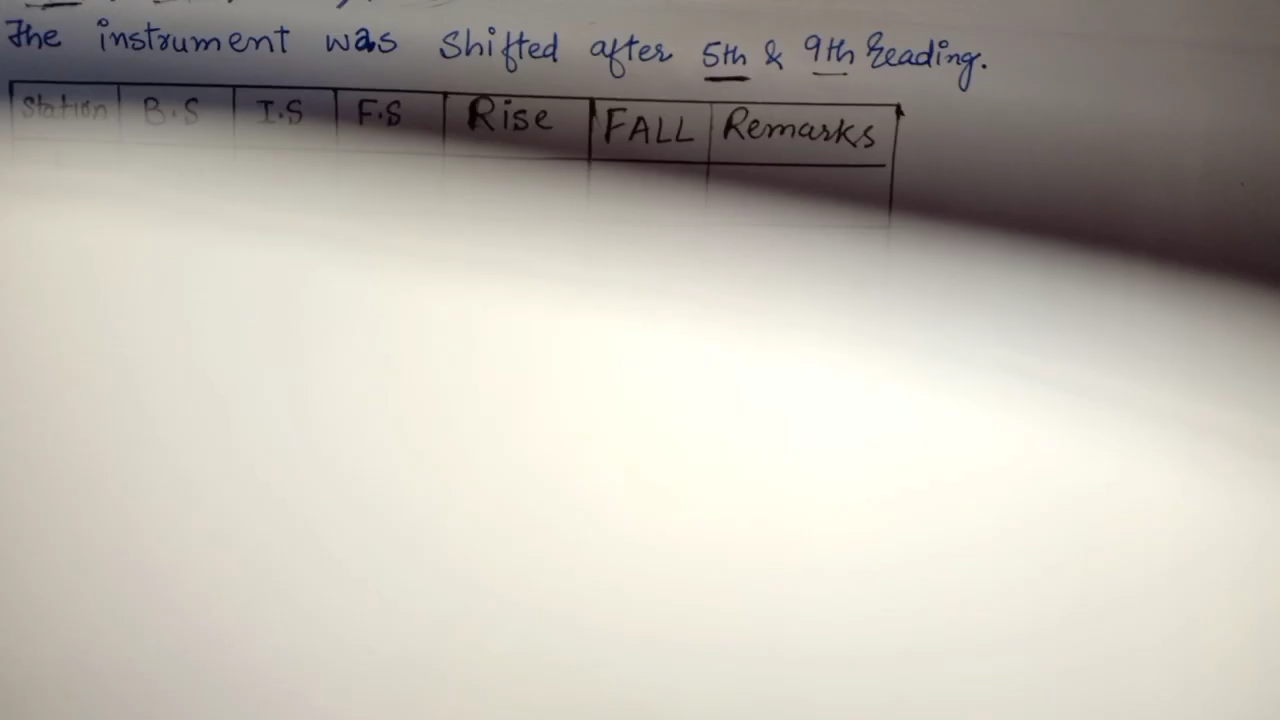 The instrument was Shifted after 5th & 9th Reading.
Station B.S I.S F.S Rise FALL Remarks